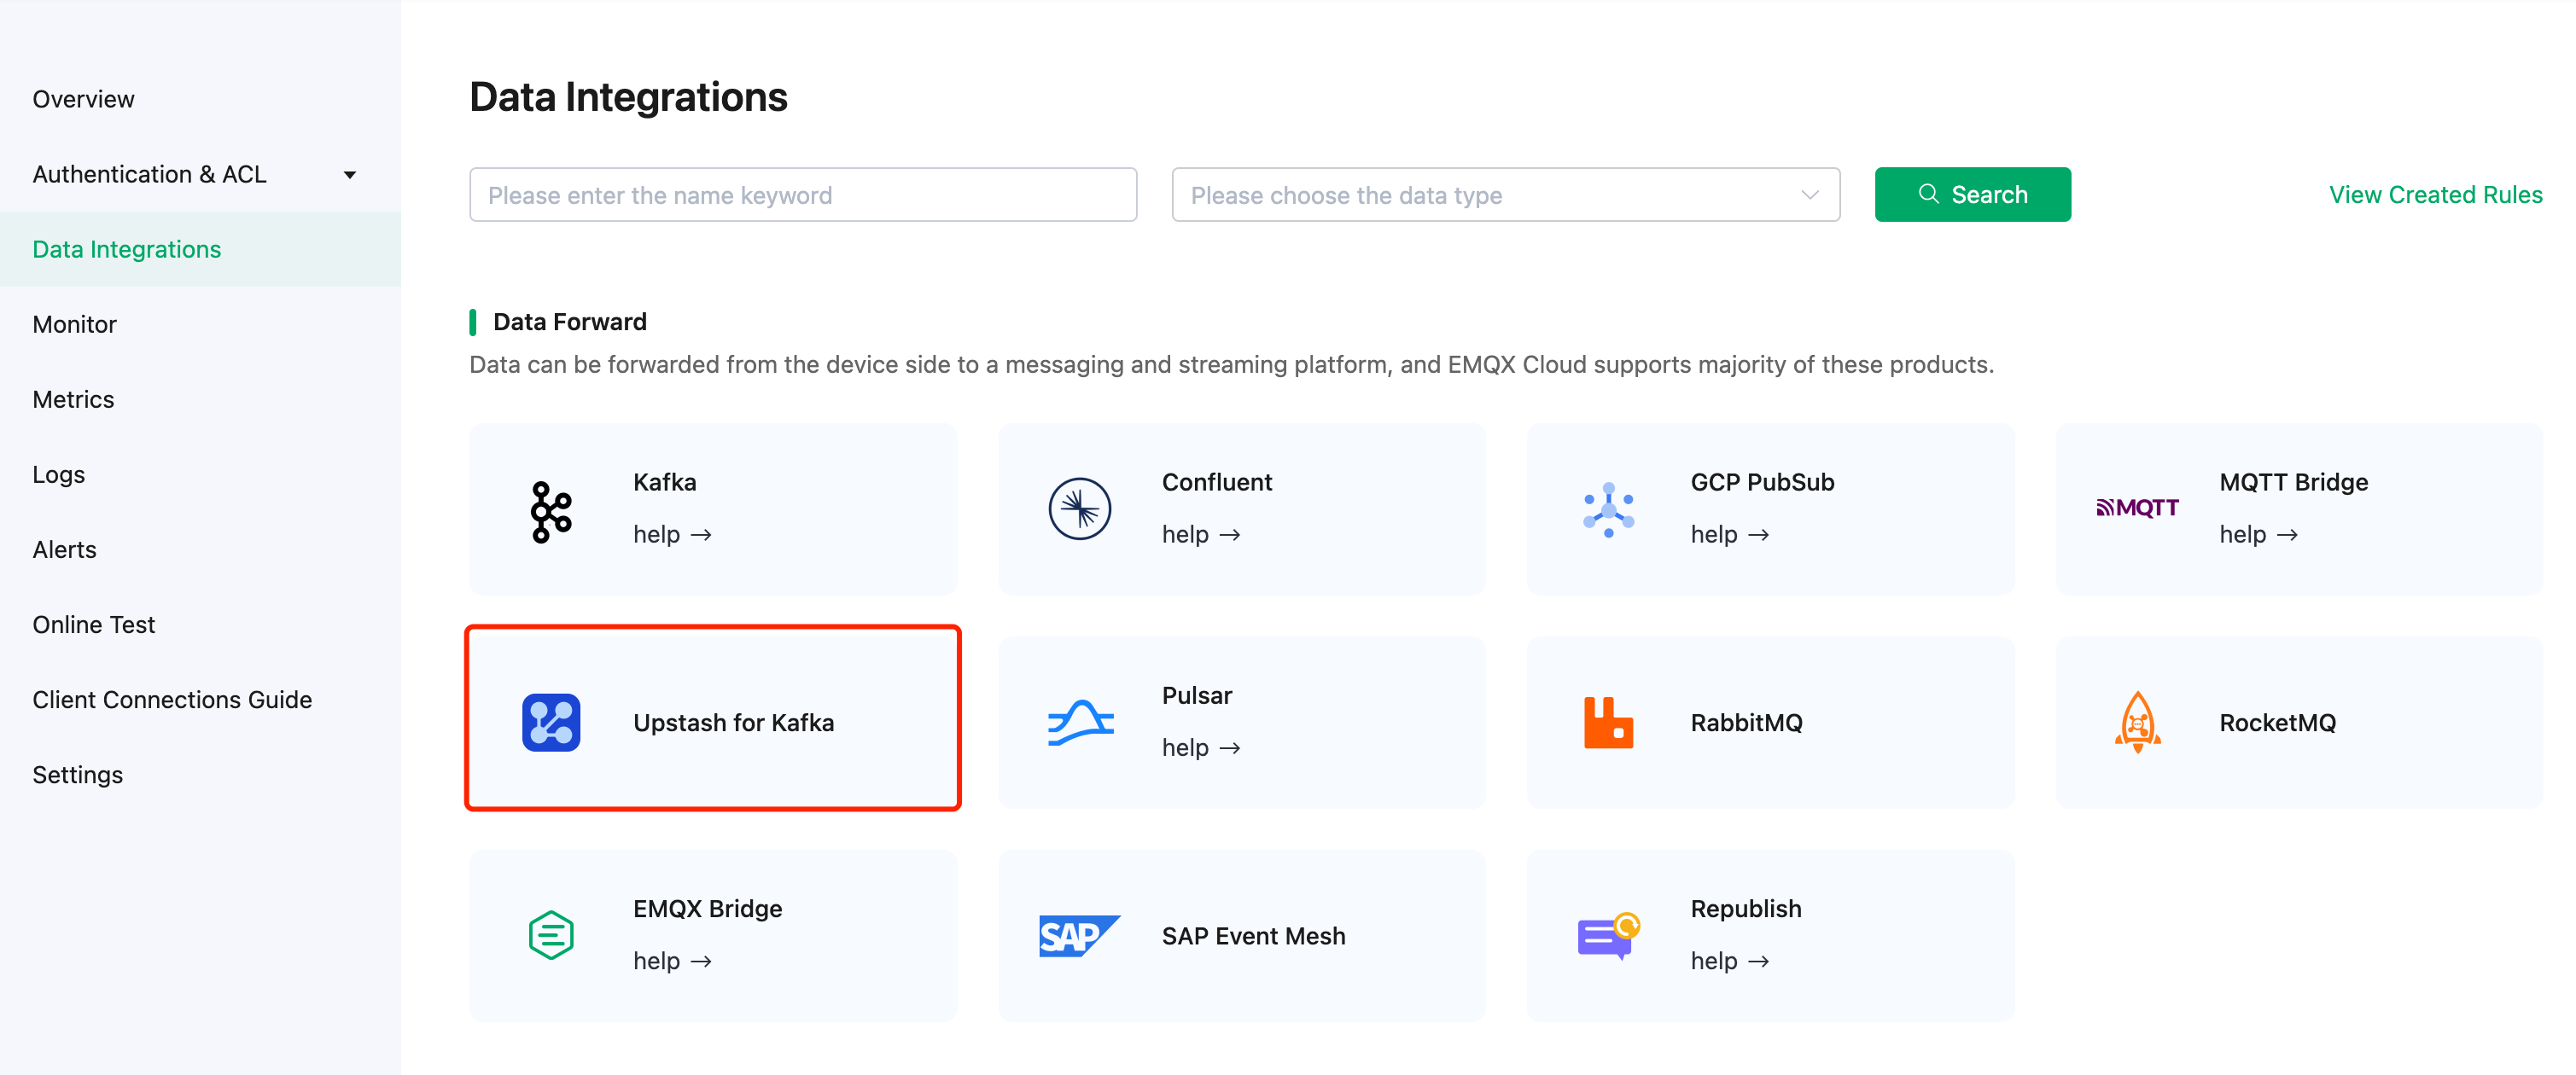 Overview
Authentication & ACL
Data Integrations
Monitor
Metrics
Logs
Alerts
Online Test
Client Connections Guide
Settings
Data Integrations
Please enter the name keyword
Please choose the data type
Search
View Created Rules
Data Forward
Data can be forwarded from the device side to a messaging and streaming platform, and EMQX Cloud supports majority of these products.
Kafka
help →
Confluent
help →
GCP PubSub
help →
MQTT
MQTT Bridge
help →
Upstash for Kafka
Pulsar
help →
RabbitMQ
RocketMQ
EMQX Bridge
help →
SAP
SAP Event Mesh
Republish
help →